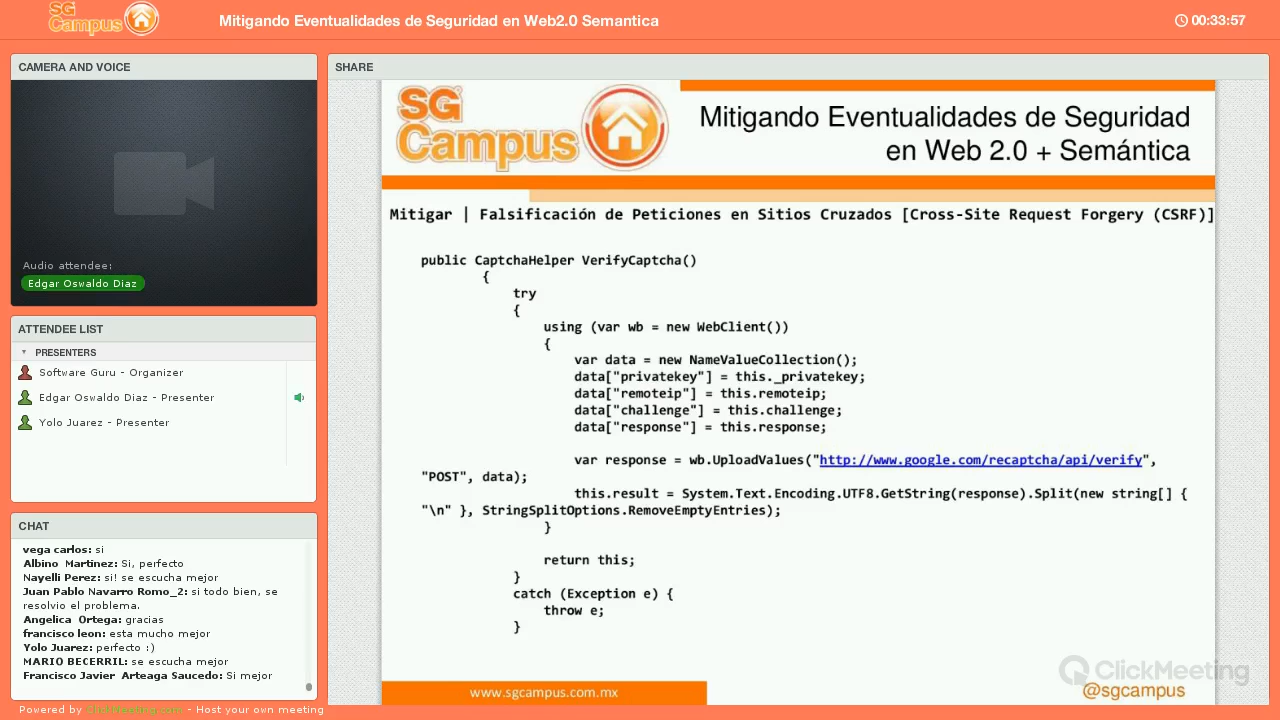 SG Campus
Mitigando Eventualidades de Seguridad en Web2.0 Semantica
00:33:57
CAMERA AND VOICE
Audio attendee:
Edgar Oswaldo Diaz
ATTENDEE LIST
PRESENTERS
Software Guru - Organizer
Edgar Oswaldo Diaz - Presenter
Yolo Juarez - Presenter
CHAT
vega carlos: si
Albino Martinez: Si, perfecto
Nayelli Perez: si! se escucha mejor
Juan Pablo Navarro Romo_2: si todo bien, se
resolvio el problema.
Angelica Ortega: gracias
francisco leon: esta mucho mejor
Yolo Juarez: perfecto :)
MARIO BECERRIL: se escucha mejor
Francisco Javier Arteaga Saucedo: Si mejor
Powered by ClickMeeting.com - Host your own meeting
SHARE
SG
Campus
Mitigando Eventualidades de Seguridad
en Web 2.0 + Semántica
Mitigar | Falsificación de Peticiones en Sitios Cruzados [Cross-Site Request Forgery (CSRF)]
public CaptchaHelper VerifyCaptcha()
{
try
{
using (var wb = new WebClient())
{
var data = new NameValueCollection();
data["privatekey"] = this._privatekey;
data["remoteip"] = this.remoteip;
data["challenge"] = this.challenge;
data["response"] = this.response;
var response = wb.UploadValues("http://www.google.com/recaptcha/api/verify",
"POST", data);
this.result = System.Text.Encoding.UTF8.GetString(response).Split(new string[] {
"\n" }, StringSplitOptions.RemoveEmptyEntries);
}
return this;
}
catch (Exception e) {
throw e;
}
www.sgcampus.com.mx
ClickMeeting
@sgcampus